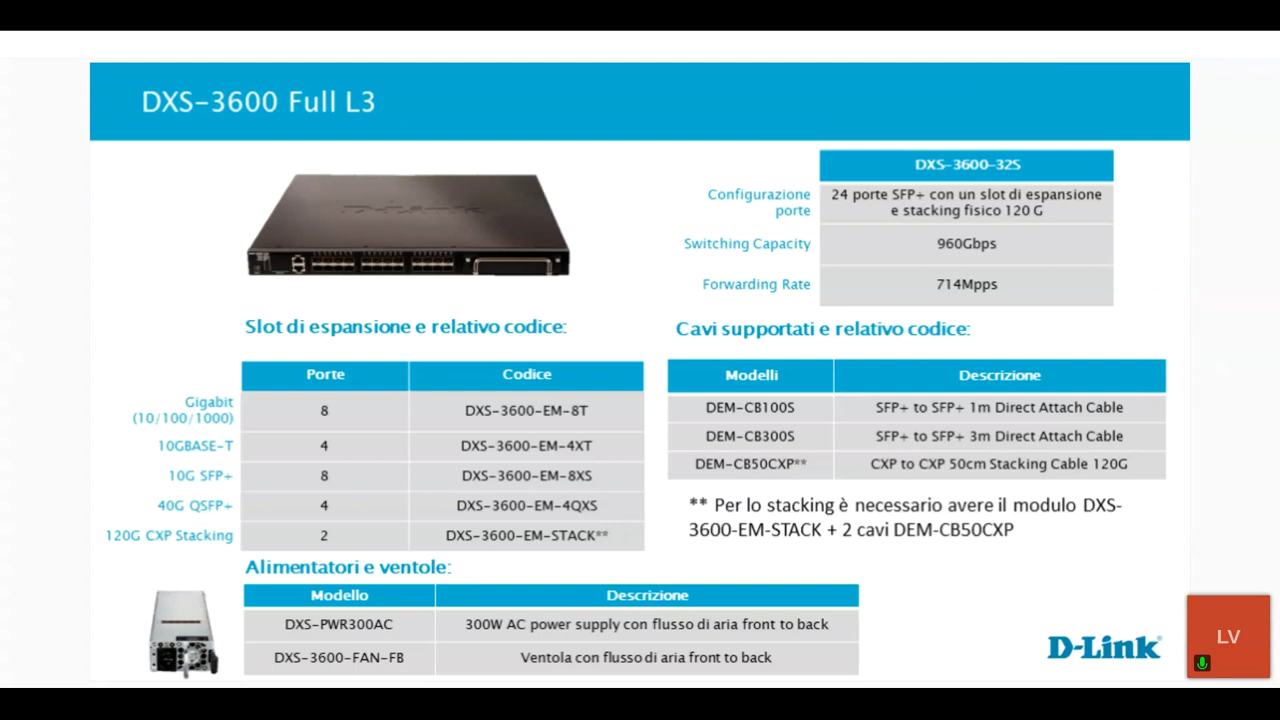 DXS-3600 Full L3
DXS-3600-32S
Configurazione
porte
24 porte SFP+ con un slot di espansione
e stacking fisico 120 G
Switching Capacity
960Gbps
Forwarding Rate
714Mpps
D-Link
Slot di espansione e relativo codice:
Porte
Codice
Gigabit
(10/100/1000)
8
DXS-3600-EM-8T
10GBASE-T
4
DXS-3600-EM-4XT
10G SFP+
8
DXS-3600-EM-8XS
40G QSFP+
4
DXS-3600-EM-4QXS
120G CXP Stacking
2
DXS-3600-EM-STACK**
Cavi supportati e relativo codice:
Modelli
Descrizione
DEM-CB100S
SFP+ to SFP+ 1m Direct Attach Cable
DEM-CB300S
SFP+ to SFP+ 3m Direct Attach Cable
DEM-CB50CXP**
CXP to CXP 50cm Stacking Cable 120G
** Per lo stacking è necessario avere il modulo DXS-
3600-EM-STACK + 2 cavi DEM-CB50CXP
Alimentatori e ventole:
Modello
Descrizione
DXS-PWR300AC
300W AC power supply con flusso di aria front to back
DXS-3600-FAN-FB
Ventola con flusso di aria front to back
D-Link
LV